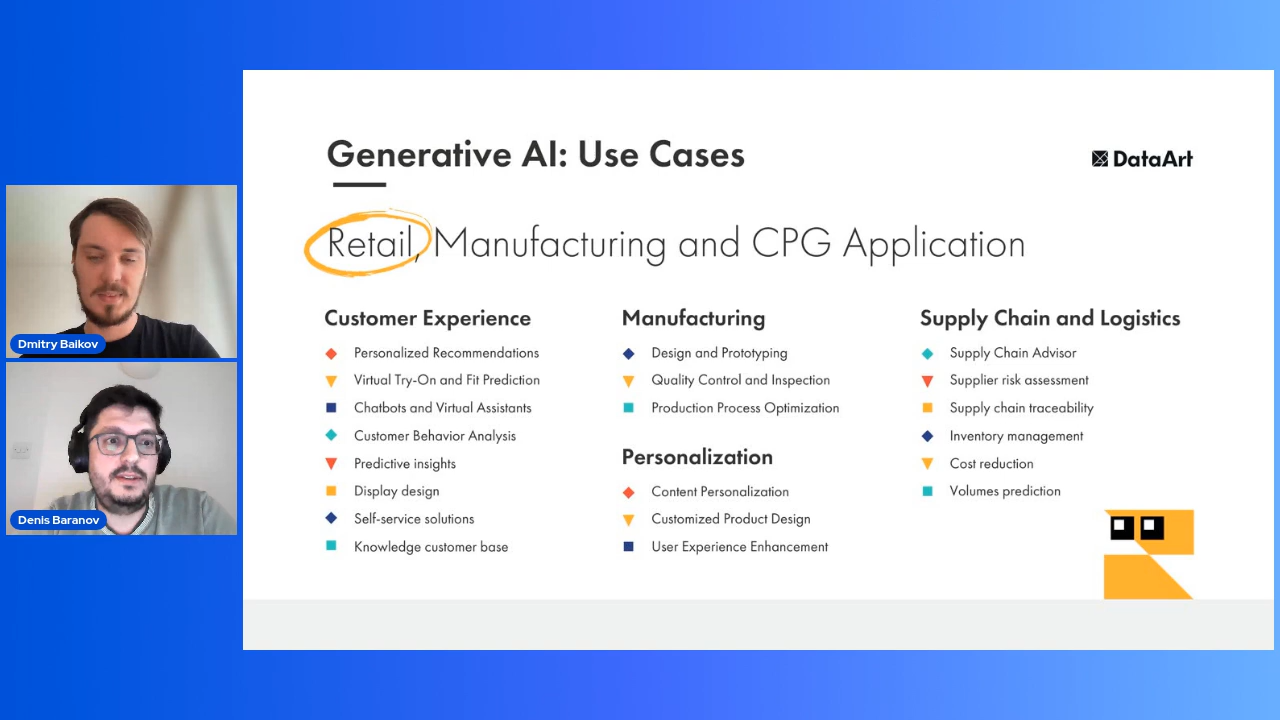 Generative AI: Use Cases
DataArt
Retail, Manufacturing and CPG Application
Customer Experience
Personalized Recommendations
Virtual Try-On and Fit Prediction
Chatbots and Virtual Assistants
Customer Behavior Analysis
Predictive insights
Display design
Self-service solutions
Knowledge customer base
Manufacturing
Design and Prototyping
Quality Control and Inspection
Production Process Optimization
Personalization
Content Personalization
Customized Product Design
User Experience Enhancement
Supply Chain and Logistics
Supply Chain Advisor
Supplier risk assessment
Supply chain traceability
Inventory management
Cost reduction
Volumes prediction
Dmitry Baikov
Denis Baranov